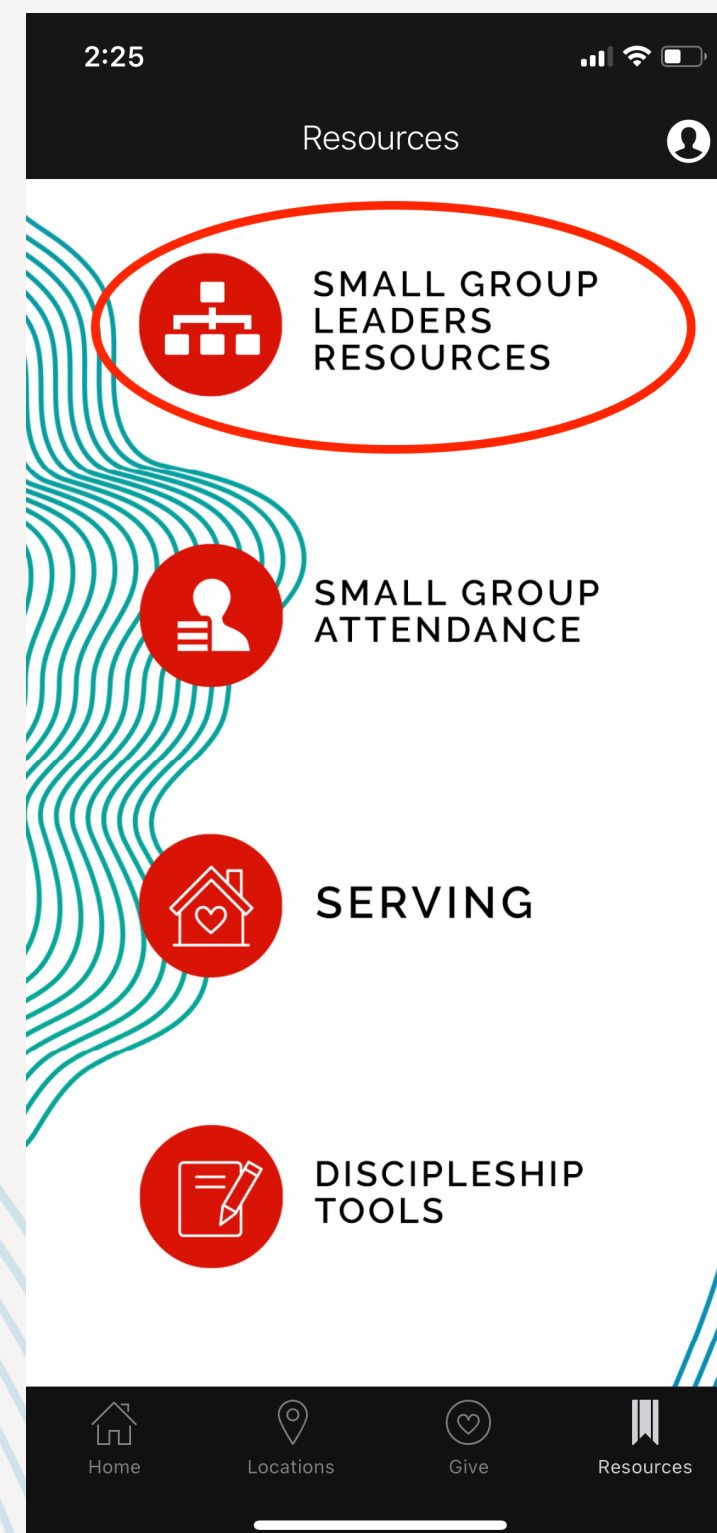 2:25
Resources
SMALL GROUP
LEADERS
RESOURCES
SMALL GROUP
ATTENDANCE
SERVING
DISCIPLESHIP
TOOLS
Home Locations Give Resources